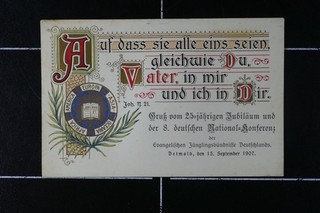 Auf dass sie alle eins seien,
gleichwie Du,
Vater, in mir
und ich in Dir.
Joh. 17, 21.
Gruß vom 25-jährigen Jubiläum und
der 8. deutschen National-Konferenz
der
Evangelischen Jünglingsbündnisse Deutschlands.
Detmold, den 15. September 1907.